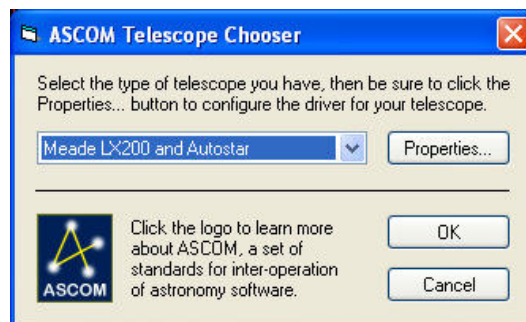 ASCOM Telescope Chooser
Select the type of telescope you have, then be sure to click the
Properties... button to configure the driver for your telescope.
Meade LX200 and Autostar
Properties...
Click the logo to learn more
about ASCOM, a set of
standards for inter-operation
of astronomy software.
ASCOM
OK
Cancel